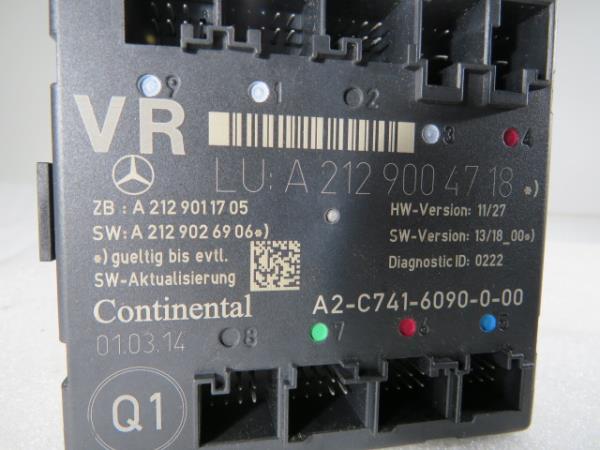 9 1 2
VR
3 4
LU: A 212 900 47 18 *)
ZB : A 212 901 17 05
HW-Version: 11/27
SW: A 212 902 69 06*)
SW-Version: 13/18_00*)
*) gueltig bis evtl.
SW-Aktualisierung
Diagnostic ID: 0222
Continental
A2-C741-6090-0-00
01.03.14
8 7 6 5
Q1